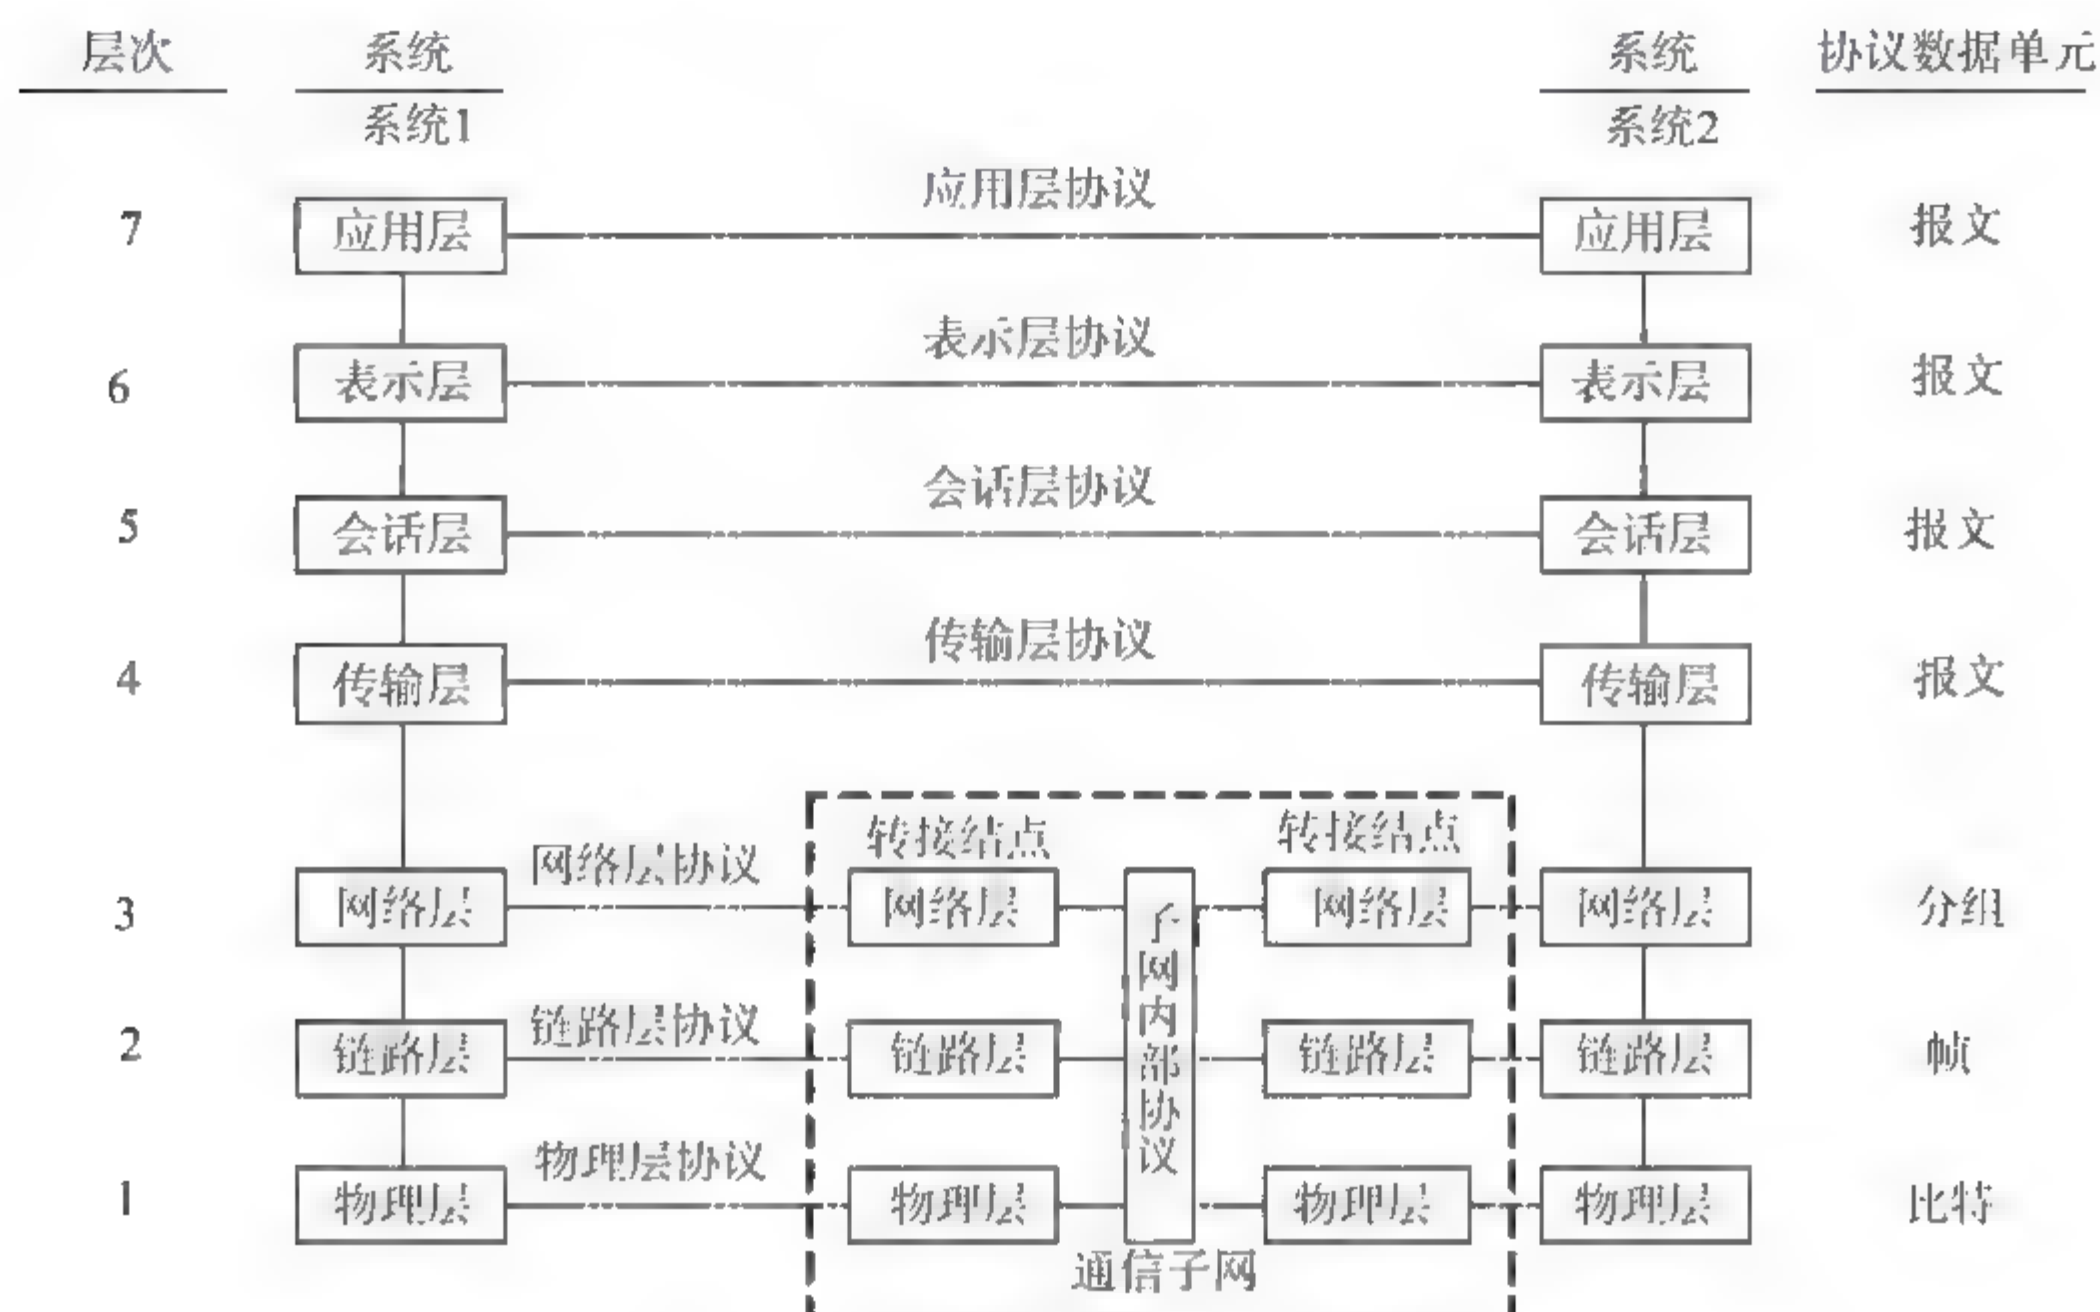 层次 系统 系统 协议数据单元
系统1 系统2
应用层协议
7 应用层 应用层 报文
表示层协议
6 表示层 表示层 报文
会话层协议
5 会话层 会话层 报文
传输层协议
4 传输层 传输层 报文
转接结点 转接结点
网络层协议
3 网络层 网络层 网络层 网络层 分组
子网内部协议
链路层协议
2 链路层 链路层 链路层 链路层 帧
物理层协议
1 物理层 物理层 物理层 物理层 比特
通信子网